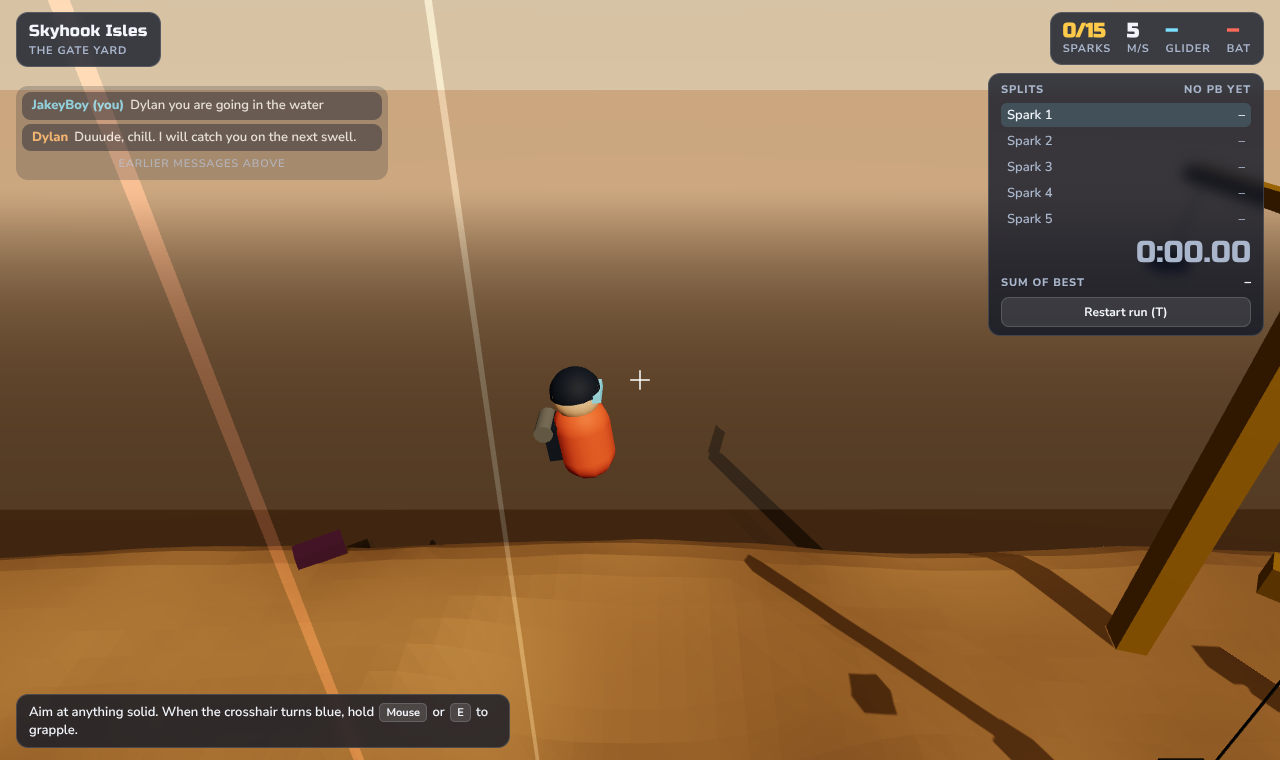 Skyhook Isles
THE GATE YARD
0/15 SPARKS
5 M/S
– GLIDER
– BAT
JakeyBoy (you) Dylan you are going in the water
Dylan Duuude, chill. I will catch you on the next swell.
EARLIER MESSAGES ABOVE
SPLITS NO PB YET
Spark 1 –
Spark 2 –
Spark 3 –
Spark 4 –
Spark 5 –
0:00.00
SUM OF BEST –
Restart run (T)
Aim at anything solid. When the crosshair turns blue, hold Mouse or E to
grapple.